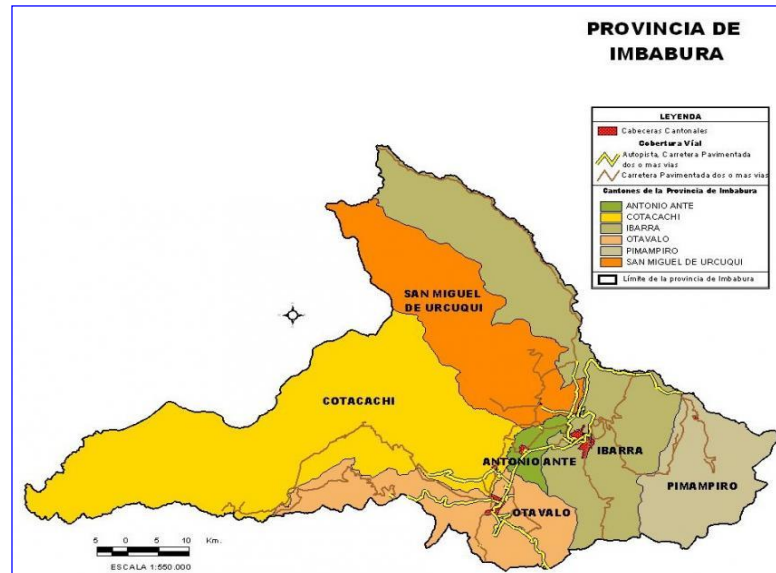 PROVINCIA DE
IMBABURA
LEYENDA
Cabeceras Cantonales
Cobertura Víal
Autopista, Carretera Pavimentada
dos o mas vias
Carretera Pavimentada dos o mas vias
Cantones de la Provincia de Imbabura
ANTONIO ANTE
COTACACHI
IBARRA
OTAVALO
PIMAMPIRO
SAN MIGUEL DE URCUQUI
Límite de la provincia de Imbabura
SAN MIGUEL
DE URCUQUI
COTACACHI
ANTONIO ANTE
IBARRA
PIMAMPIRO
OTAVALO
5 0 5 10 Km.
ESCALA 1:550.000